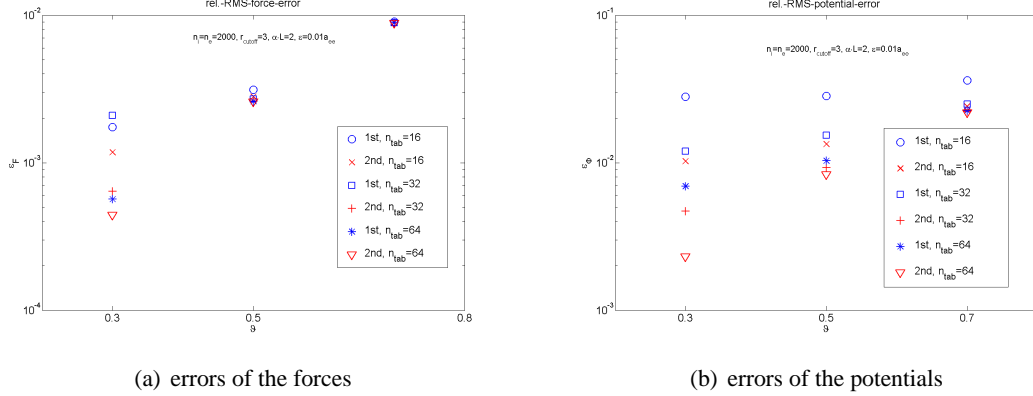 rel.-RMS-force-error
n_i=n_e=2000, r_cutoff=3, α·L=2, ε=0.01a_ee
10^-2
10^-3
10^-4
ε_F
1st, n_tab=16
2nd, n_tab=16
1st, n_tab=32
2nd, n_tab=32
1st, n_tab=64
2nd, n_tab=64
0.3 0.5 0.8
ϑ
(a) errors of the forces
rel.-RMS-potential-error
n_i=n_e=2000, r_cutoff=3, α·L=2, ε=0.01a_ee
10^-1
10^-2
10^-3
ε_Φ
1st, n_tab=16
2nd, n_tab=16
1st, n_tab=32
2nd, n_tab=32
1st, n_tab=64
2nd, n_tab=64
0.3 0.5 0.7
ϑ
(b) errors of the potentials